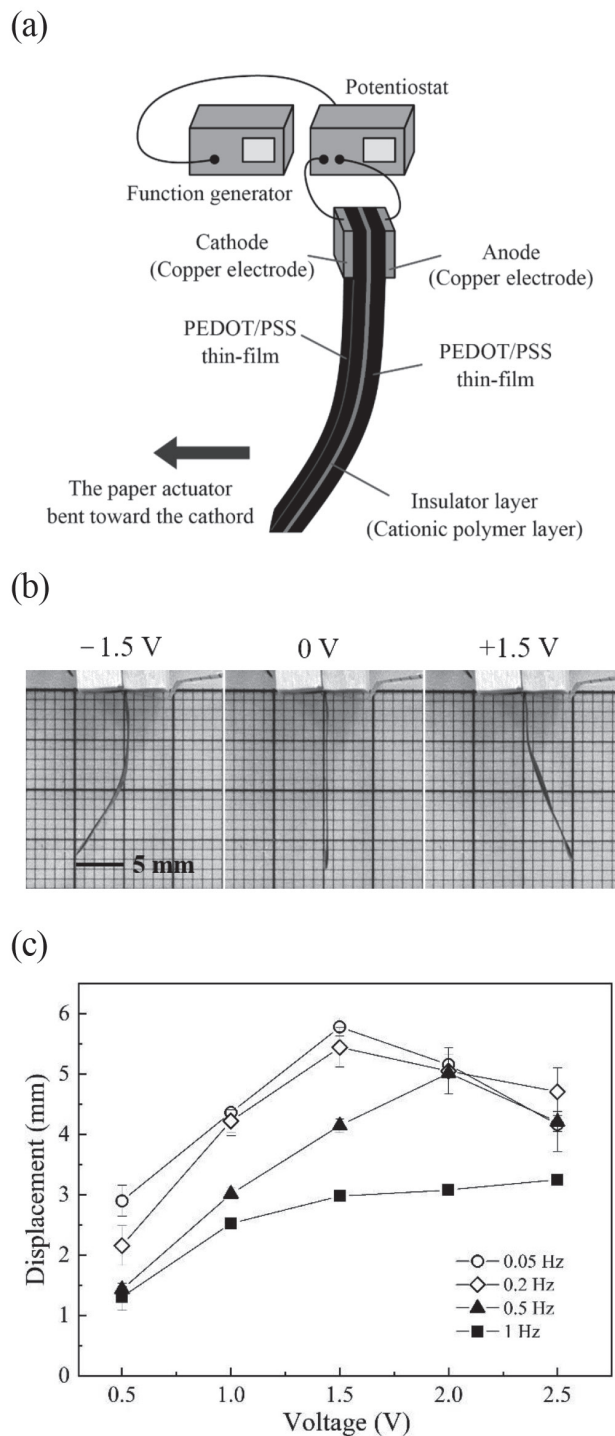 (a)
Potentiostat
Function generator
Cathode
(Copper electrode)
Anode
(Copper electrode)
PEDOT/PSS
thin-film
PEDOT/PSS
thin-film
The paper actuator
bent toward the cathord
Insulator layer
(Cationic polymer layer)
(b)
−1.5 V
0 V
+1.5 V
5 mm
(c)
Displacement (mm)
6
5
4
3
2
1
0
0.05 Hz
0.2 Hz
0.5 Hz
1 Hz
0.5
1.0
1.5
2.0
2.5
Voltage (V)